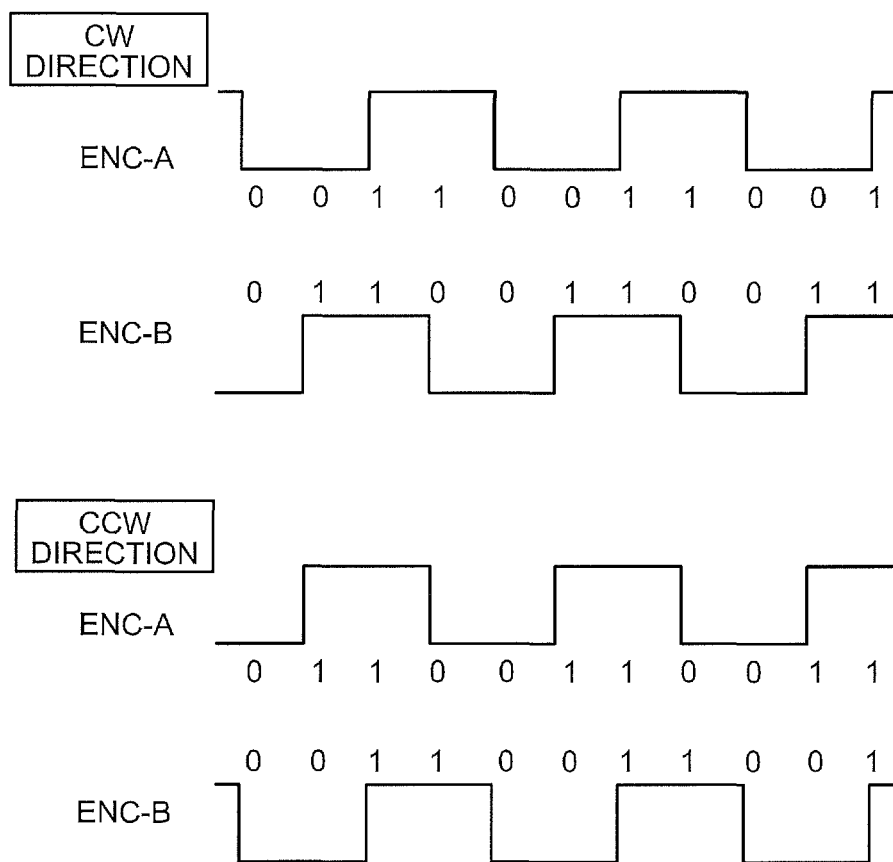 CW
DIRECTION
ENC-A
0 0 1 1 0 0 1 1 0 0 1
0 1 1 0 0 1 1 0 0 1 1
ENC-B
CCW
DIRECTION
ENC-A
0 1 1 0 0 1 1 0 0 1 1
0 0 1 1 0 0 1 1 0 0 1
ENC-B